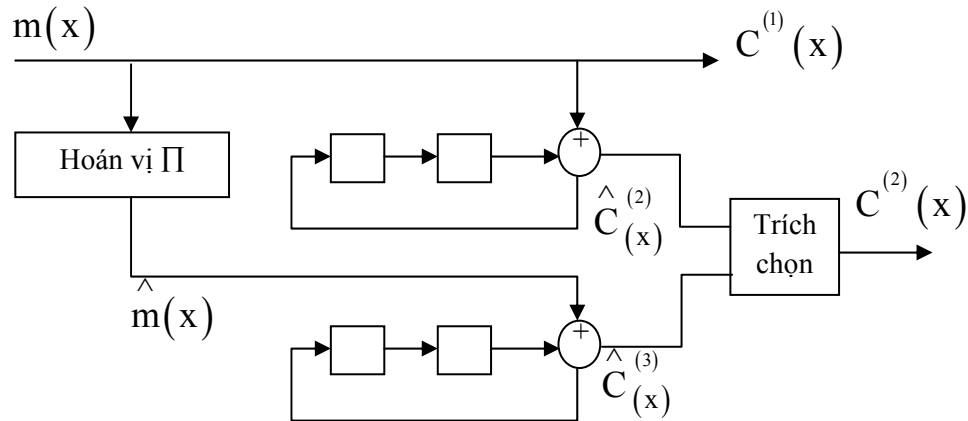 m(x)
C⁽¹⁾(x)
Hoán vị ∏
+
Ĉ⁽²⁾(x)
C⁽²⁾(x)
Trích
chọn
m̂(x)
+
Ĉ⁽³⁾(x)